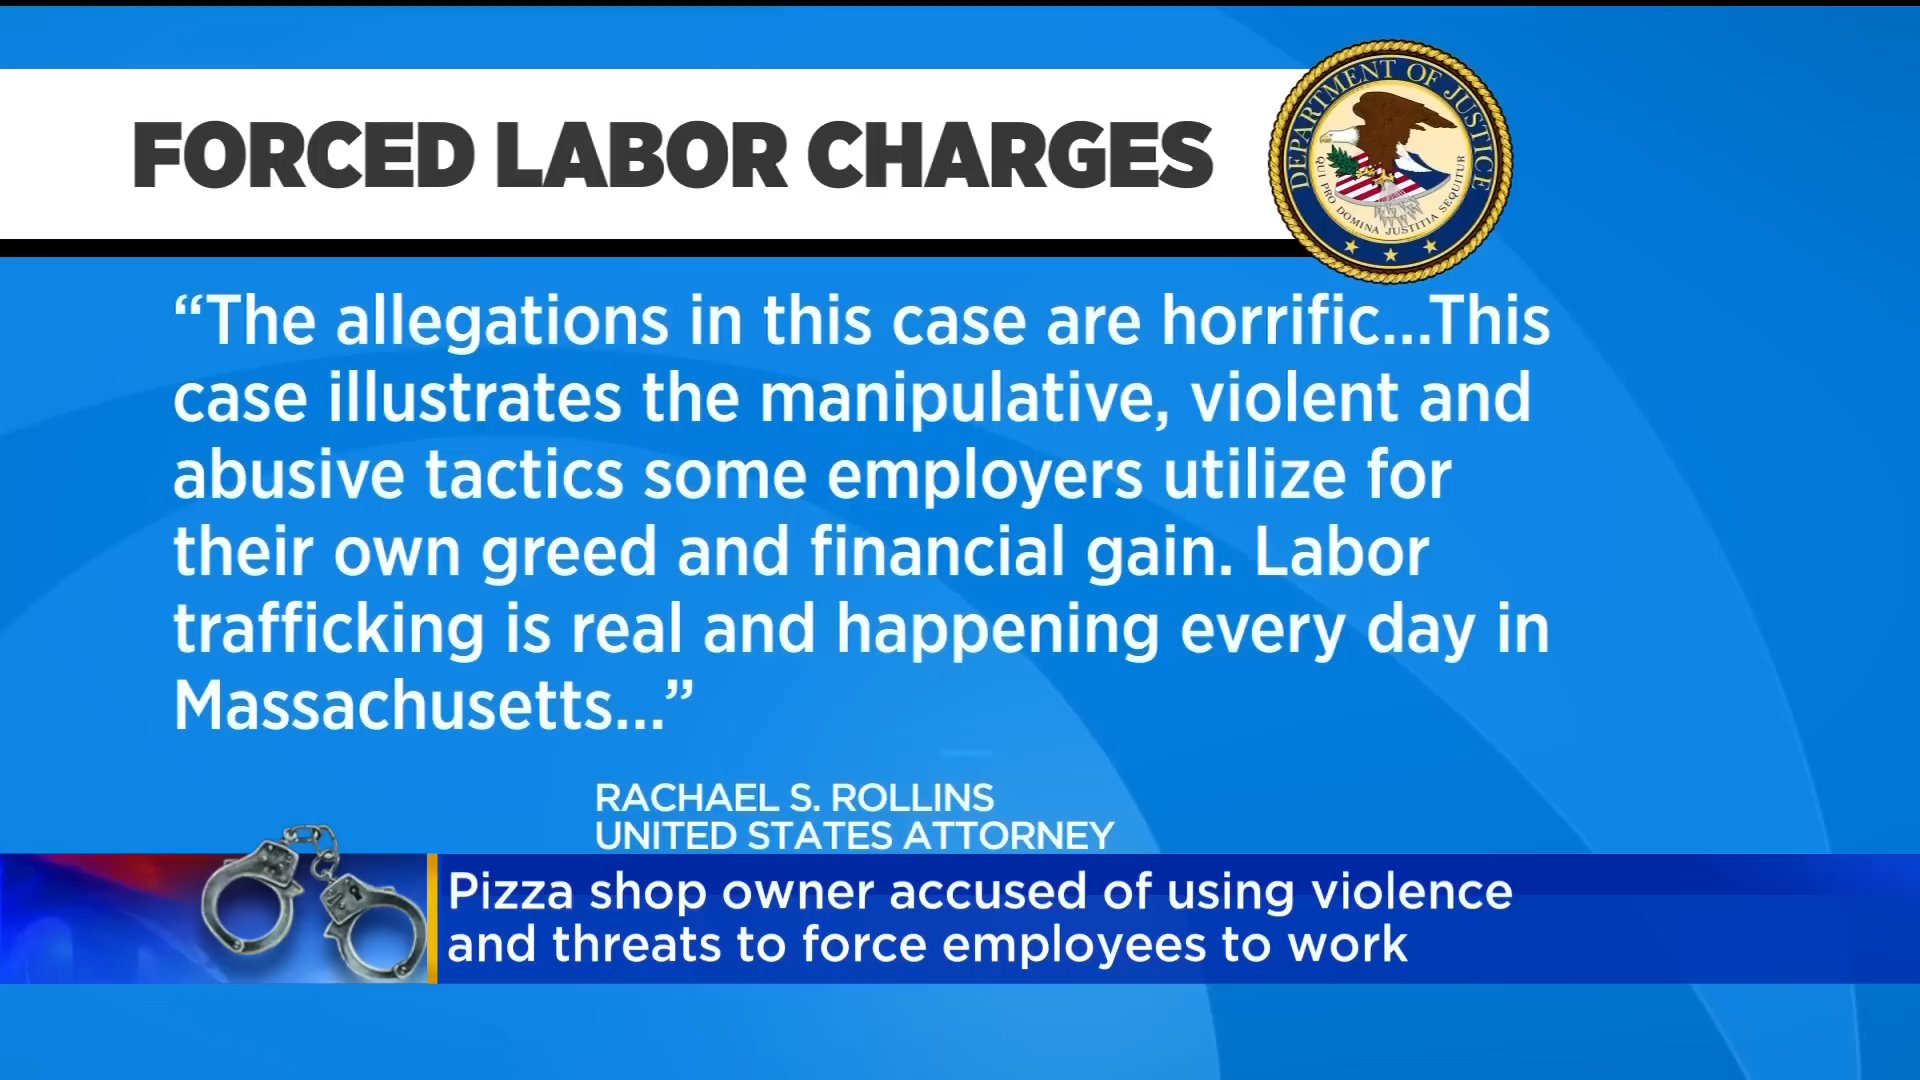 FORCED LABOR CHARGES
DEPARTMENT OF JUSTICE
QUI PRO DOMINA JUSTITIA SEQUITUR
“The allegations in this case are horrific...This
case illustrates the manipulative, violent and
abusive tactics some employers utilize for
their own greed and financial gain. Labor
trafficking is real and happening every day in
Massachusetts...”
RACHAEL S. ROLLINS
UNITED STATES ATTORNEY
Pizza shop owner accused of using violence
and threats to force employees to work